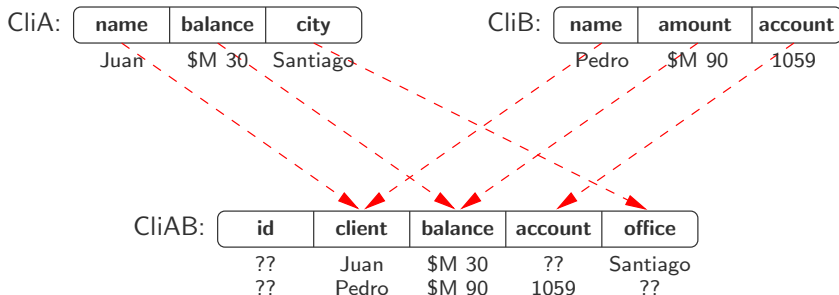 CliA: name balance city CliB: name amount account
Juan $M 30 Santiago Pedro $M 90 1059
CliAB: id client balance account office
?? Juan $M 30 ?? Santiago
?? Pedro $M 90 1059 ??